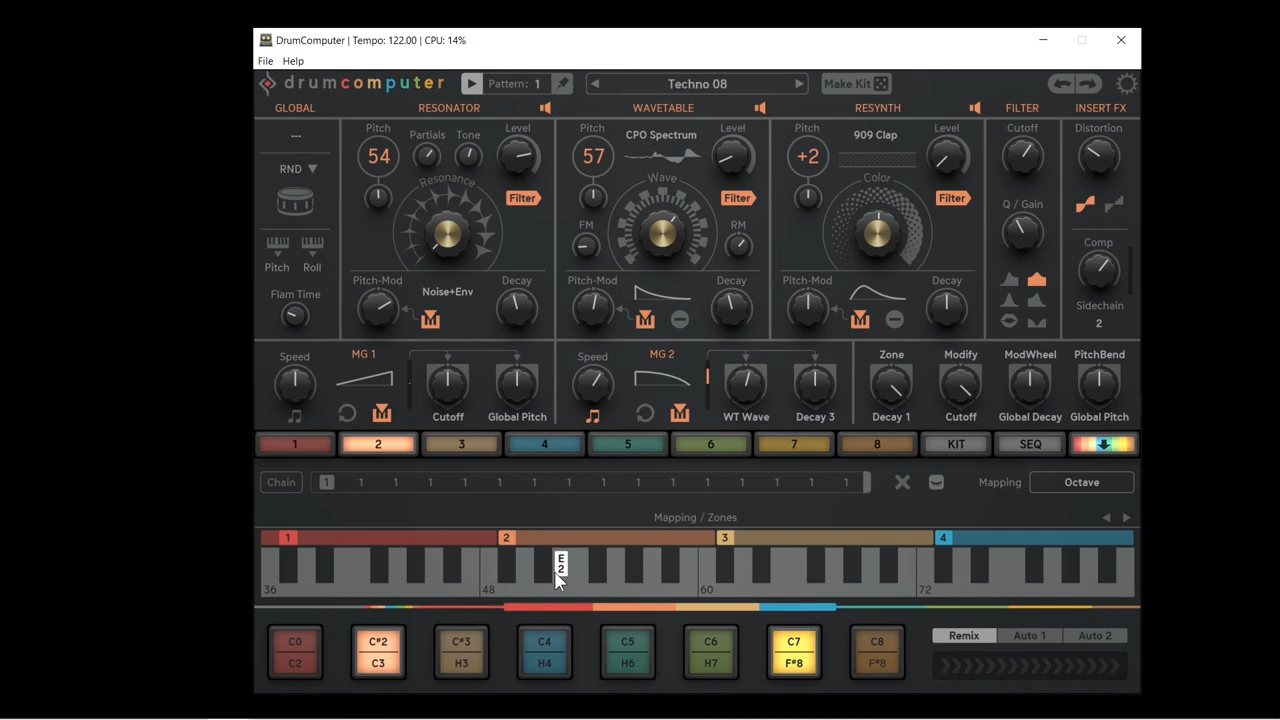 DrumComputer | Tempo: 122.00 | CPU: 14%
File Help
drumcomputer Pattern: 1 Techno 08 Make Kit
GLOBAL RESONATOR WAVETABLE RESYNTH FILTER INSERT FX
--- Pitch Partials Tone Level Pitch CPO Spectrum Level Pitch 909 Clap Level Cutoff Distortion
54 57 +2
RND Resonance Filter Wave Filter Color Filter Q / Gain
FM RM
Pitch Roll Comp
Flam Time Pitch-Mod Noise+Env Decay Pitch-Mod Decay Pitch-Mod Decay Sidechain
2
Speed MG 1 Speed MG 2 Zone Modify ModWheel PitchBend
Cutoff Global Pitch WT Wave Decay 3 Decay 1 Cutoff Global Decay Global Pitch
1 2 3 4 5 6 7 8 KIT SEQ
Chain 1 1 1 1 1 1 1 1 1 1 1 1 1 1 1 1 Mapping Octave
Mapping / Zones
1 2 3 4
E
2
36 48 60 72
C0 C#2 C#3 C4 C5 C6 C7 C8 Remix Auto 1 Auto 2
C2 C3 H3 H4 H6 H7 F#8 F#8